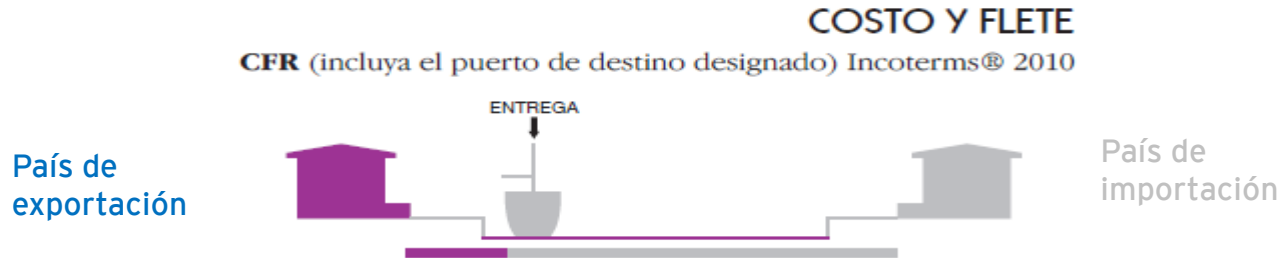 COSTO Y FLETE
CFR (incluya el puerto de destino designado) Incoterms® 2010
ENTREGA
País de
exportación
País de
importación